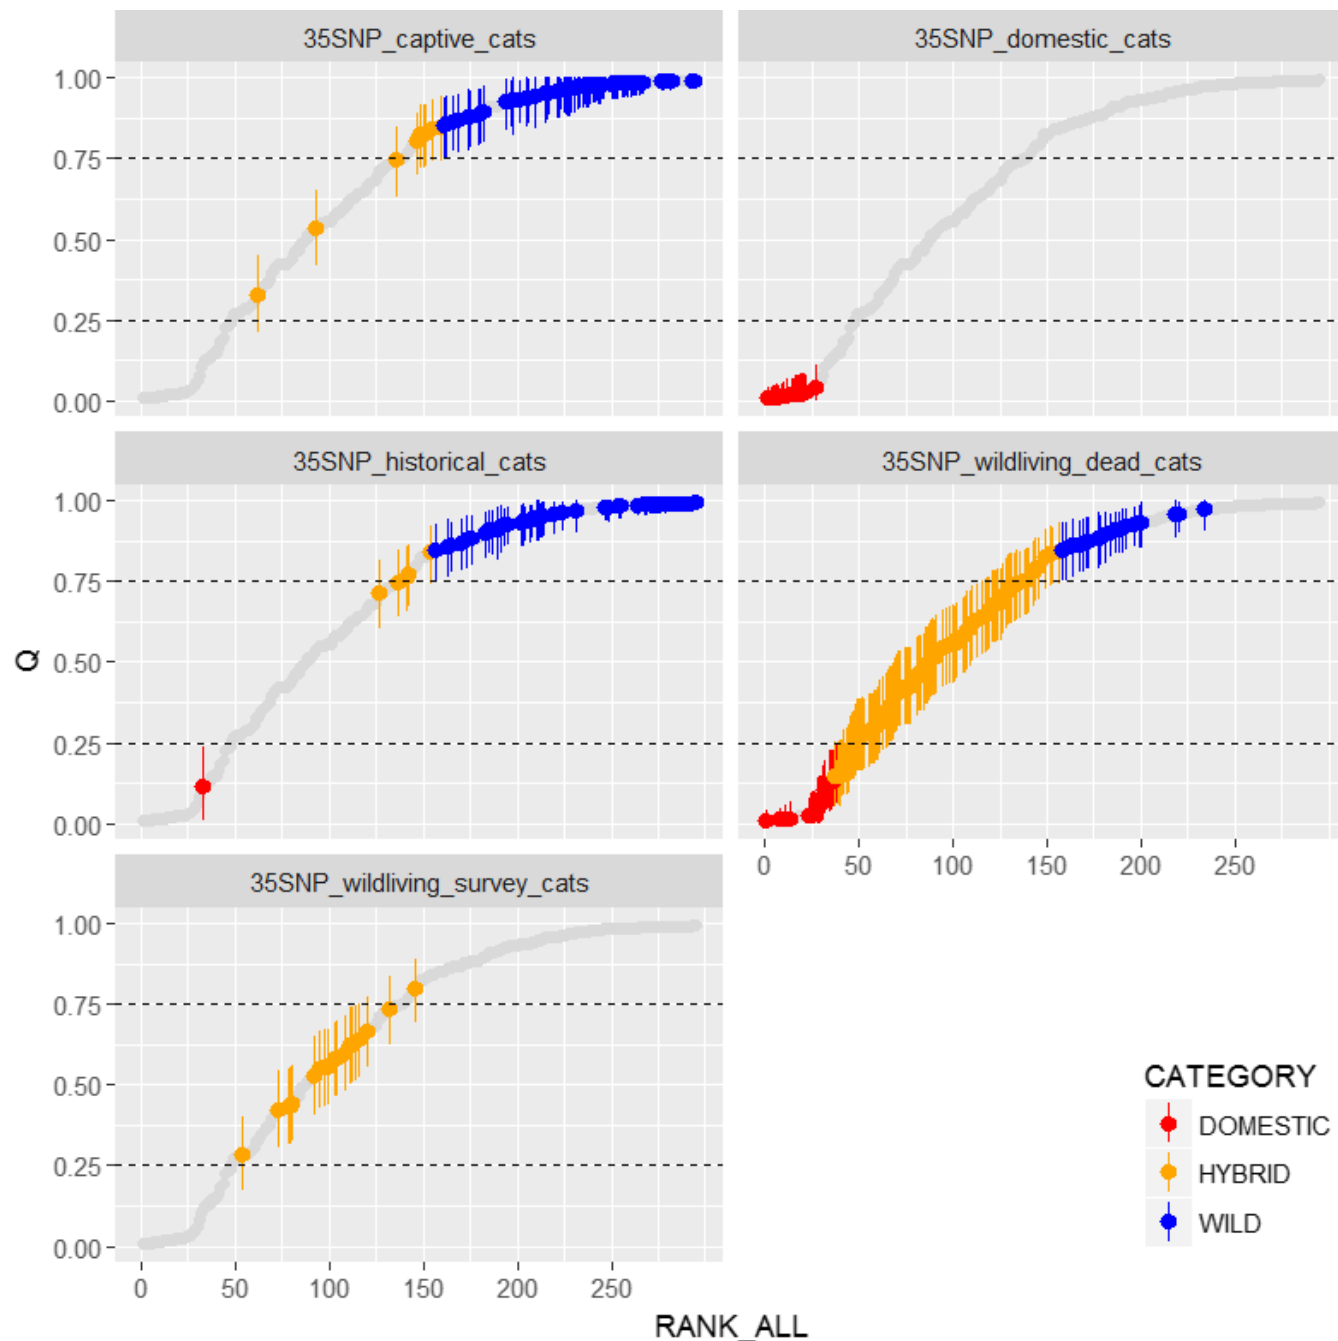 35SNP_captive_cats
35SNP_domestic_cats
1.00
0.75
0.50
0.25
0.00
35SNP_historical_cats
35SNP_wildliving_dead_cats
1.00
0.75
0.50
0.25
0.00
0 50 100 150 200 250
Q
35SNP_wildliving_survey_cats
1.00
0.75
0.50
0.25
0.00
0 50 100 150 200 250
RANK_ALL
CATEGORY
DOMESTIC
HYBRID
WILD